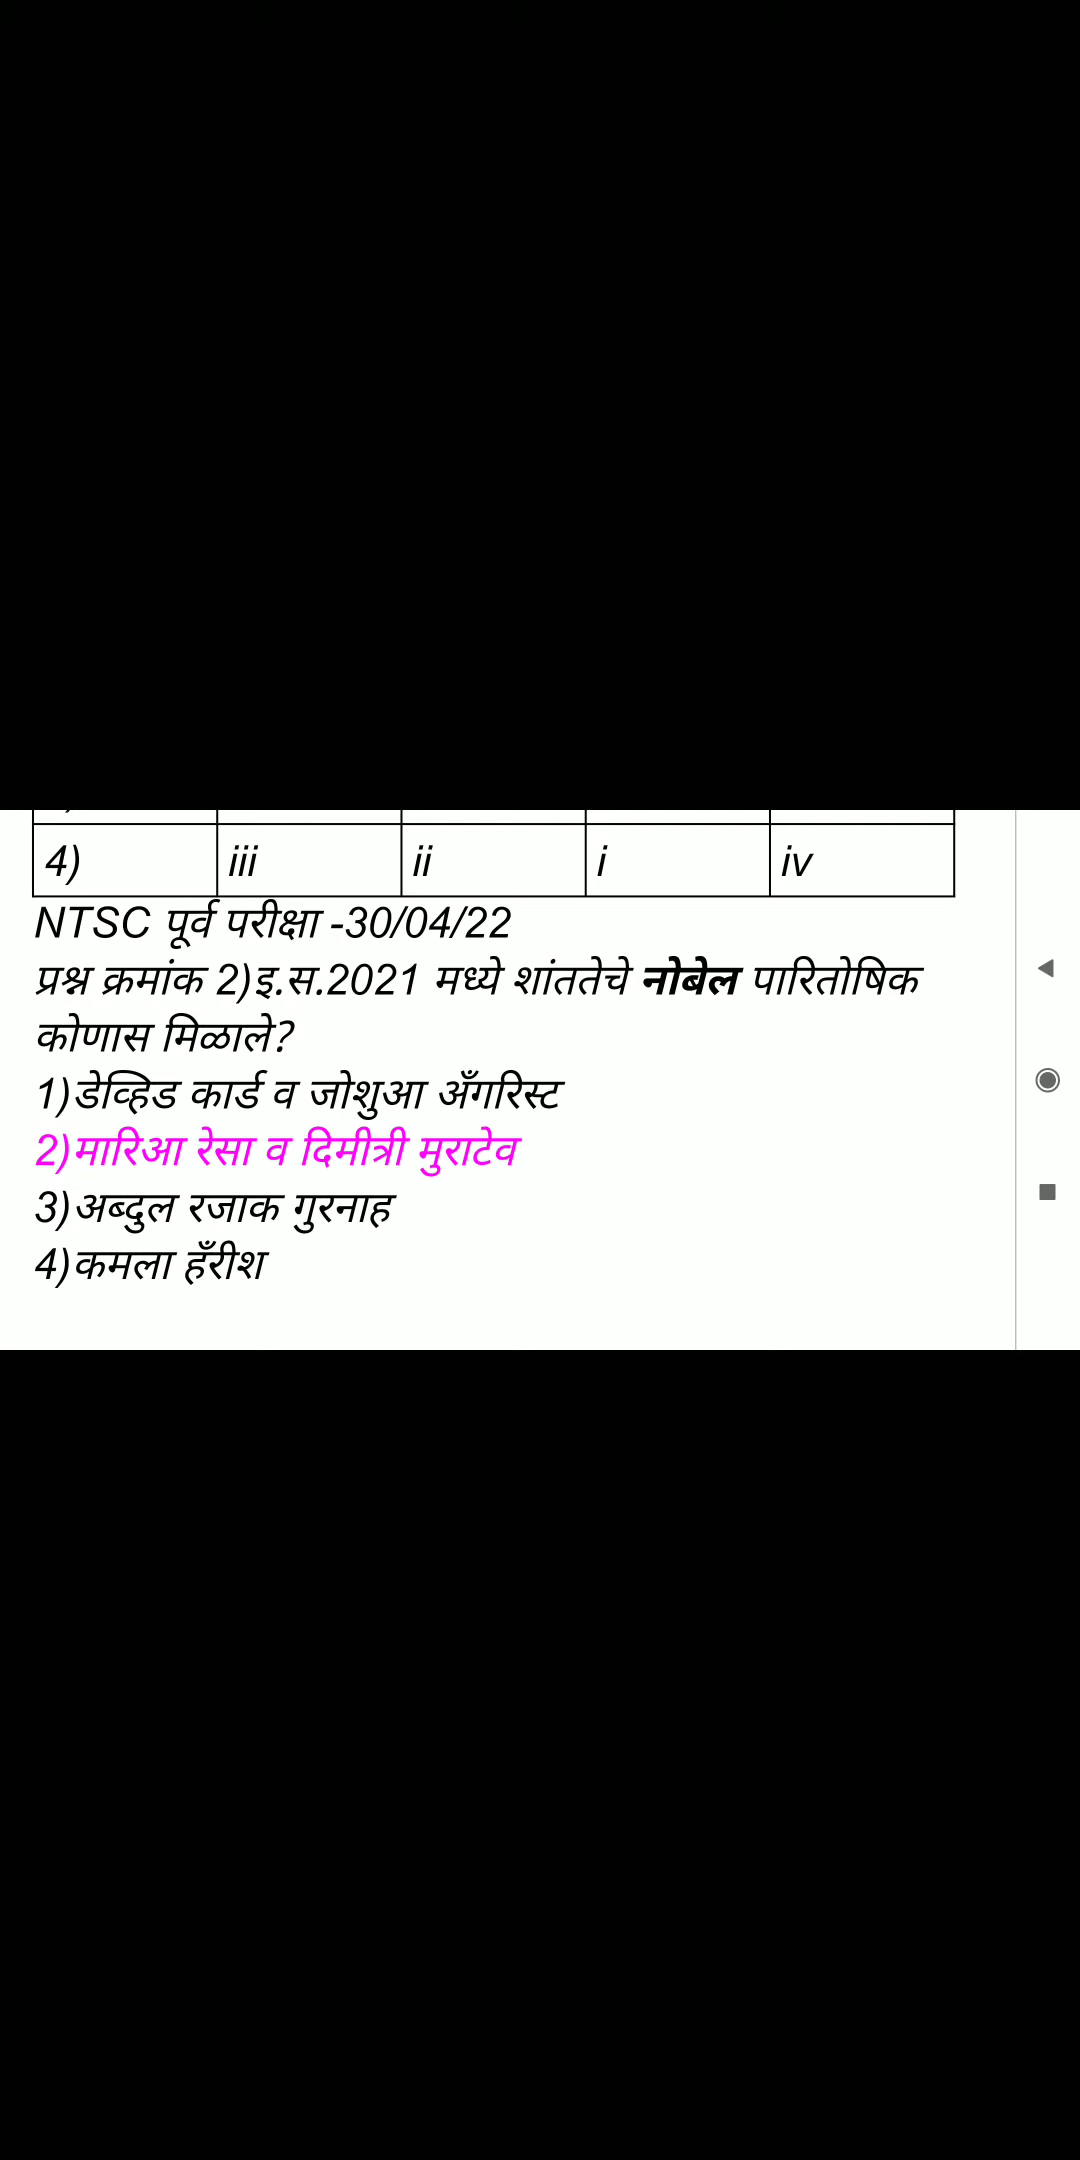 4) iii ii i iv
NTSC पूर्व परीक्षा -30/04/22
प्रश्न क्रमांक 2)इ.स.2021 मध्ये शांततेचे नोबेल पारितोषिक
कोणास मिळाले?
1)डेव्हिड कार्ड व जोशुआ अँगरिस्ट
2)मारिआ रेसा व दिमीत्री मुराटेव
3)अब्दुल रजाक गुरनाह
4)कमला हँरीश